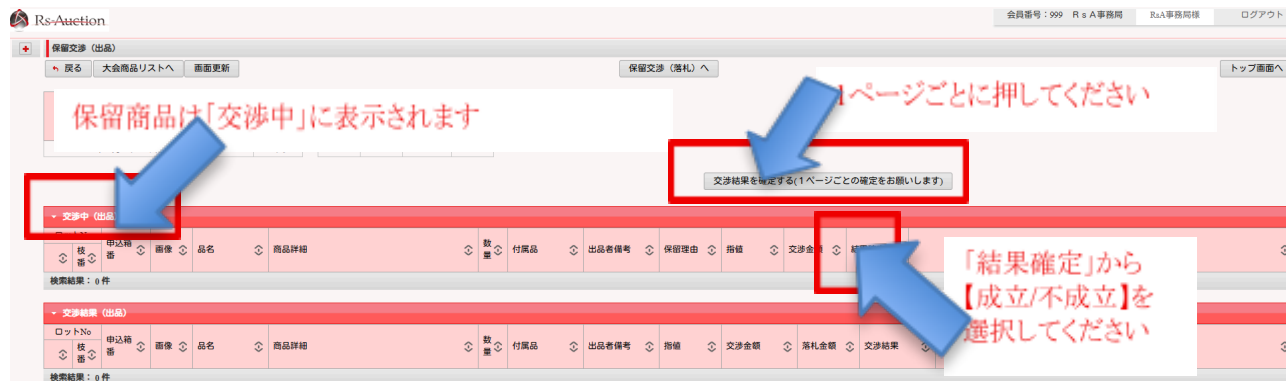 Rs-Auction
会員番号：999 ＲｓＡ事務局 RsA事務局様 ログアウト
保留交渉（出品）
戻る 大会商品リストへ 画面更新 保留交渉（落札）へ トップ画面へ
保留商品は「交渉中」に表示されます
1ページごとに押してください
交渉結果を確定する(１ページごとの確定をお願いします)
交渉中（出品）
枝番 申込箱番 画像 品名 商品詳細 数量 付属品 出品者備考 保留理由 指値 交渉金額
検索結果： 0 件
「結果確定」から
【成立/不成立】を
選択してください
交渉結果（出品）
ロットNo
枝番 申込箱番 画像 品名 商品詳細 数量 付属品 出品者備考 指値 交渉金額 落札金額 交渉結果
検索結果： 0 件